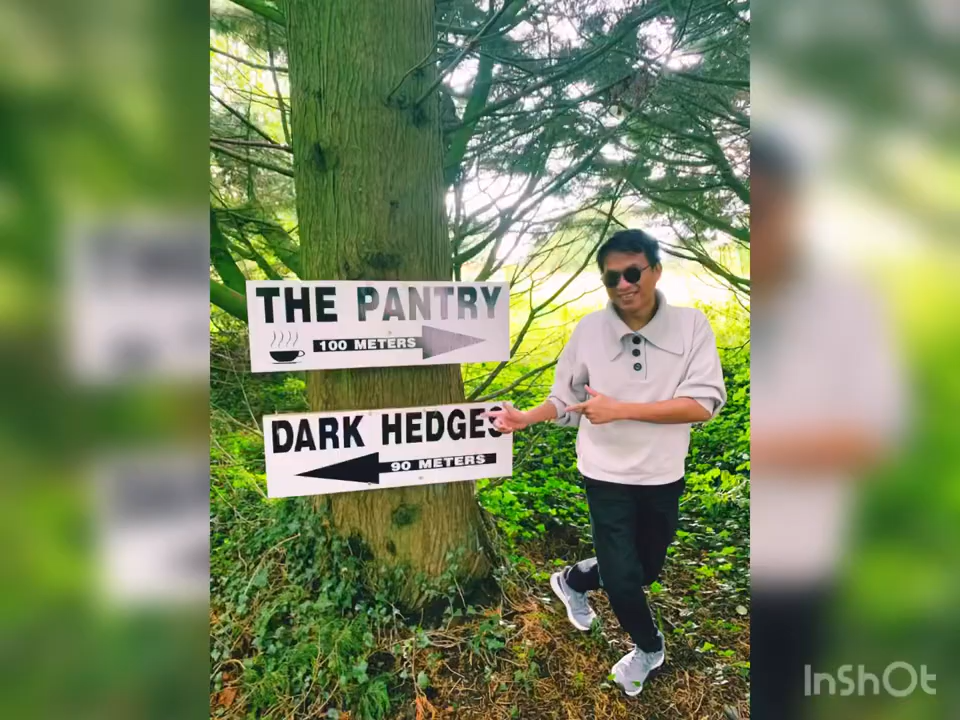 THE PANTRY
100 METERS
DARK HEDGES
90 METERS
InShOt